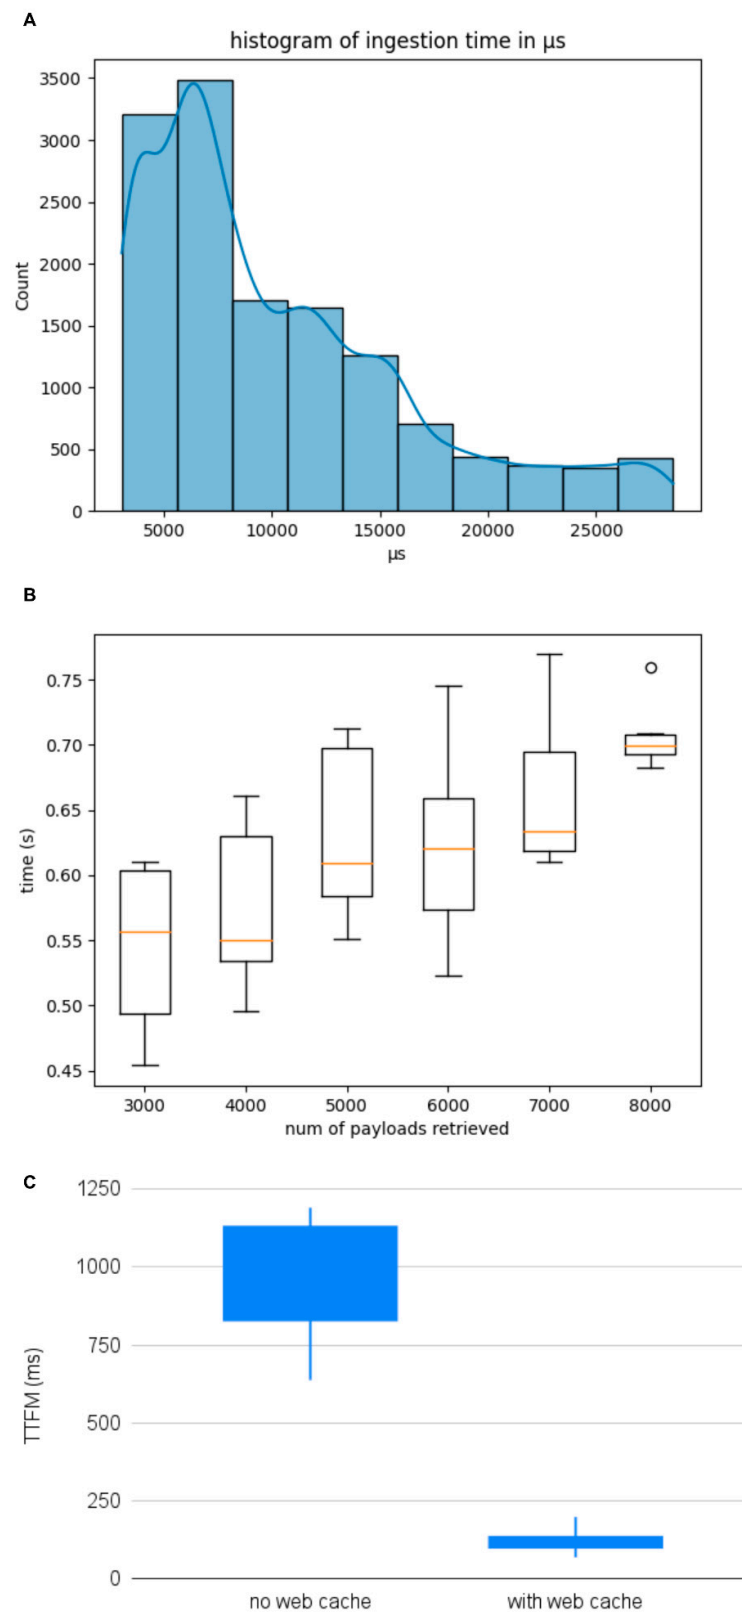 A
histogram of ingestion time in µs
3500
3000
2500
2000
1500
1000
500
0
Count
5000 10000 15000 20000 25000
µs
B
0.75
0.70
0.65
0.60
0.55
0.50
0.45
time (s)
3000 4000 5000 6000 7000 8000
num of payloads retrieved
C
1250
1000
750
500
250
0
TTFM (ms)
no web cache with web cache